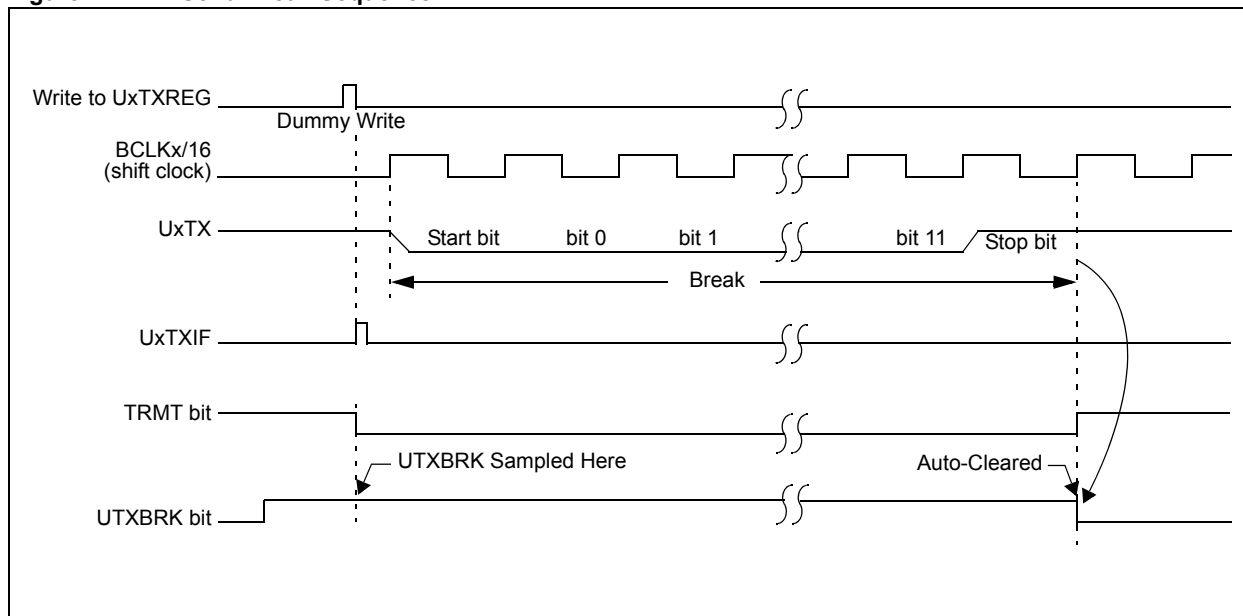 Write to UxTXREG
Dummy Write
BCLKx/16
(shift clock)
UxTX
Start bit
bit 0
bit 1
bit 11
Stop bit
Break
UxTXIF
TRMT bit
UTXBRK Sampled Here
Auto-Cleared
UTXBRK bit